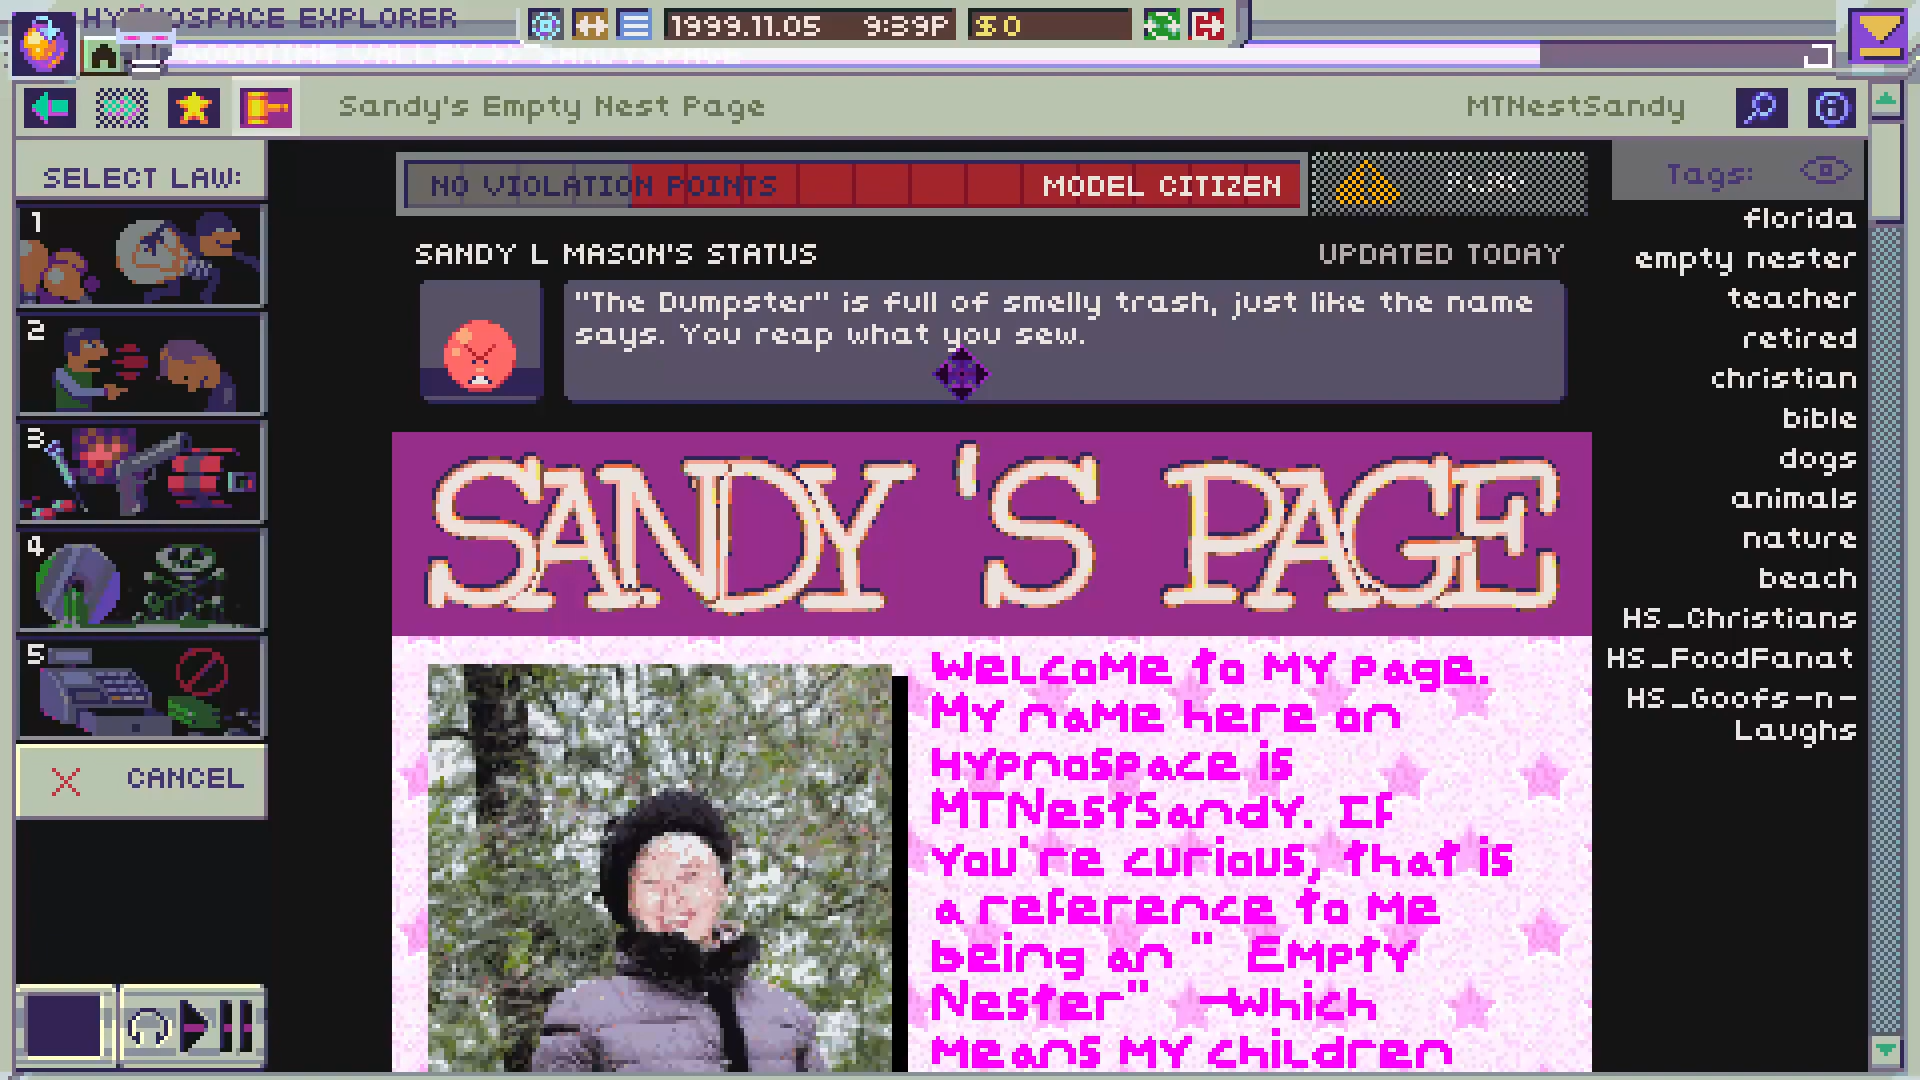 HYPNOSPACE EXPLORER
1999.11.05 9:39P
0
Sandy's Empty Nest Page
MTNestSandy
SELECT LAW:
1
2
3
4
5
CANCEL
NO VIOLATION POINTS
MODEL CITIZEN
SANDY L MASON'S STATUS
UPDATED TODAY
"The Dumpster" is full of smelly trash, just like the name
says. You reap what you sew.
SANDY 'S PAGE
Welcome to my page.
My name here on
Hypnospace is
MTNestSandy. If
you're curious, that is
a reference to me
being an " Empty
Nester" -which
means my children
Tags:
florida
empty nester
teacher
retired
christian
bible
dogs
animals
nature
beach
HS_Christians
HS_FoodFanat
HS_Goofs-n-
Laughs